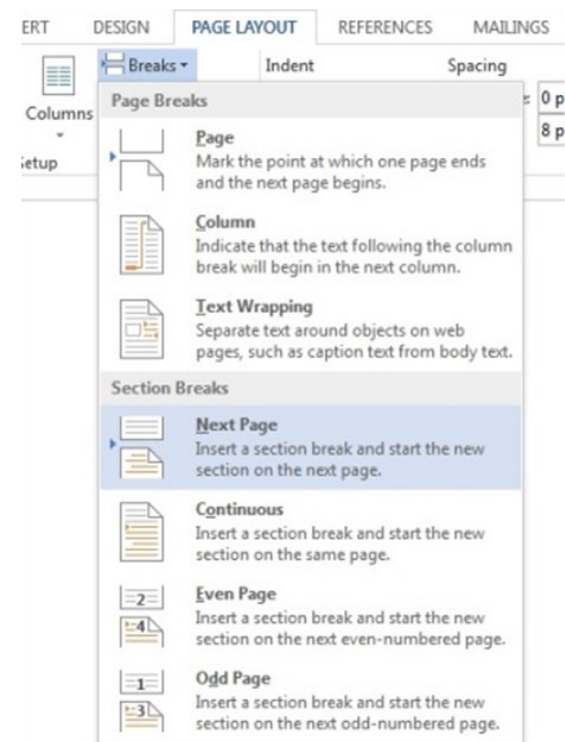 ERT DESIGN PAGE LAYOUT REFERENCES MAILINGS
Breaks Indent Spacing
Columns
0 p
8 p
Setup
Page Breaks
Page
Mark the point at which one page ends
and the next page begins.
Column
Indicate that the text following the column
break will begin in the next column.
Text Wrapping
Separate text around objects on web
pages, such as caption text from body text.
Section Breaks
Next Page
Insert a section break and start the new
section on the next page.
Continuous
Insert a section break and start the new
section on the same page.
2
4
Even Page
Insert a section break and start the new
section on the next even-numbered page.
1
3
Odd Page
Insert a section break and start the new
section on the next odd-numbered page.